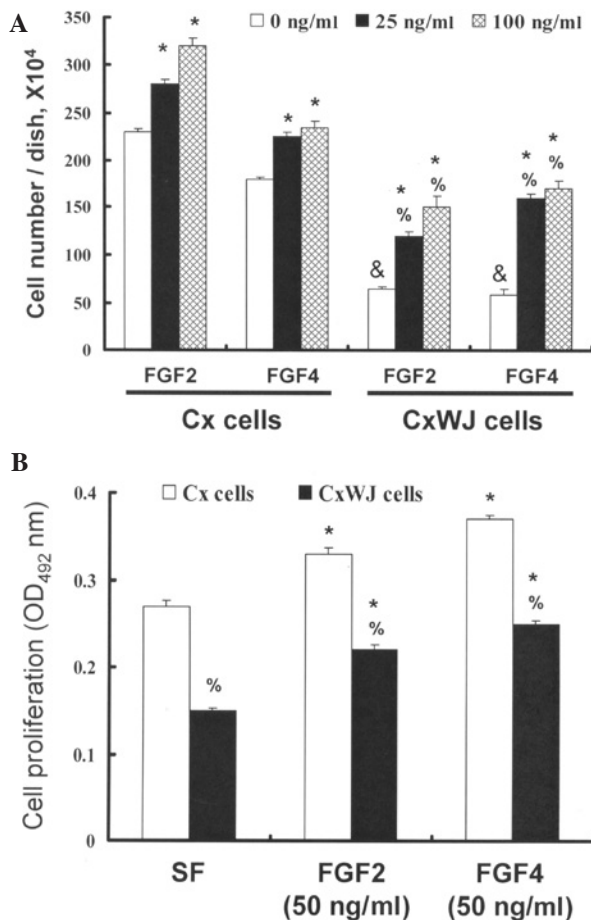 A
0 ng/ml 25 ng/ml 100 ng/ml
Cell number / dish, X10⁴
350
300
250
200
150
100
50
0
* * * * * * * *
% % % %
& &
FGF2 FGF4 FGF2 FGF4
Cx cells CxWJ cells
B
Cx cells CxWJ cells
Cell proliferation (OD₄₉₂ nm)
0.4
0.3
0.2
0.1
0
* * * *
% % %
SF FGF2 FGF4
(50 ng/ml) (50 ng/ml)